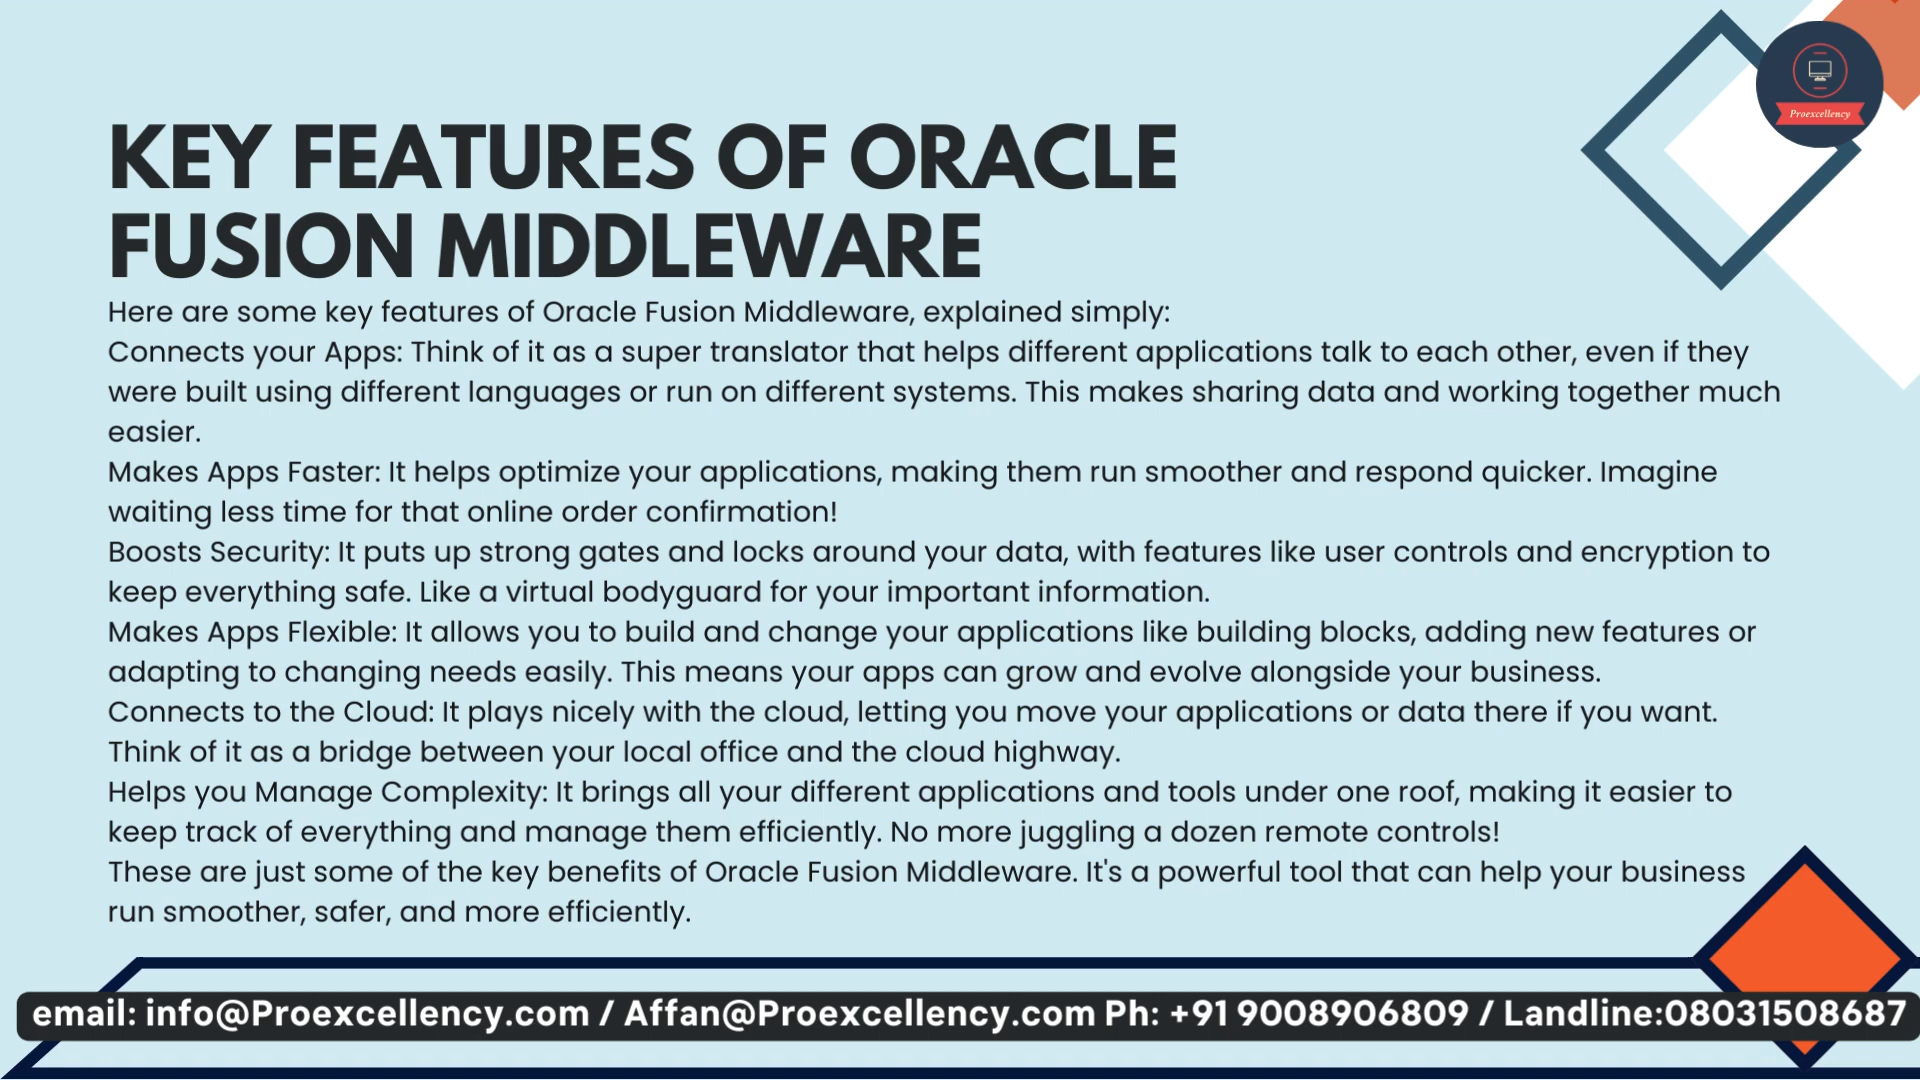 Proexcellency
KEY FEATURES OF ORACLE
FUSION MIDDLEWARE
Here are some key features of Oracle Fusion Middleware, explained simply:
Connects your Apps: Think of it as a super translator that helps different applications talk to each other, even if they
were built using different languages or run on different systems. This makes sharing data and working together much
easier.
Makes Apps Faster: It helps optimize your applications, making them run smoother and respond quicker. Imagine
waiting less time for that online order confirmation!
Boosts Security: It puts up strong gates and locks around your data, with features like user controls and encryption to
keep everything safe. Like a virtual bodyguard for your important information.
Makes Apps Flexible: It allows you to build and change your applications like building blocks, adding new features or
adapting to changing needs easily. This means your apps can grow and evolve alongside your business.
Connects to the Cloud: It plays nicely with the cloud, letting you move your applications or data there if you want.
Think of it as a bridge between your local office and the cloud highway.
Helps you Manage Complexity: It brings all your different applications and tools under one roof, making it easier to
keep track of everything and manage them efficiently. No more juggling a dozen remote controls!
These are just some of the key benefits of Oracle Fusion Middleware. It's a powerful tool that can help your business
run smoother, safer, and more efficiently.
email: info@Proexcellency.com / Affan@Proexcellency.com Ph: +91 9008906809 / Landline:08031508687